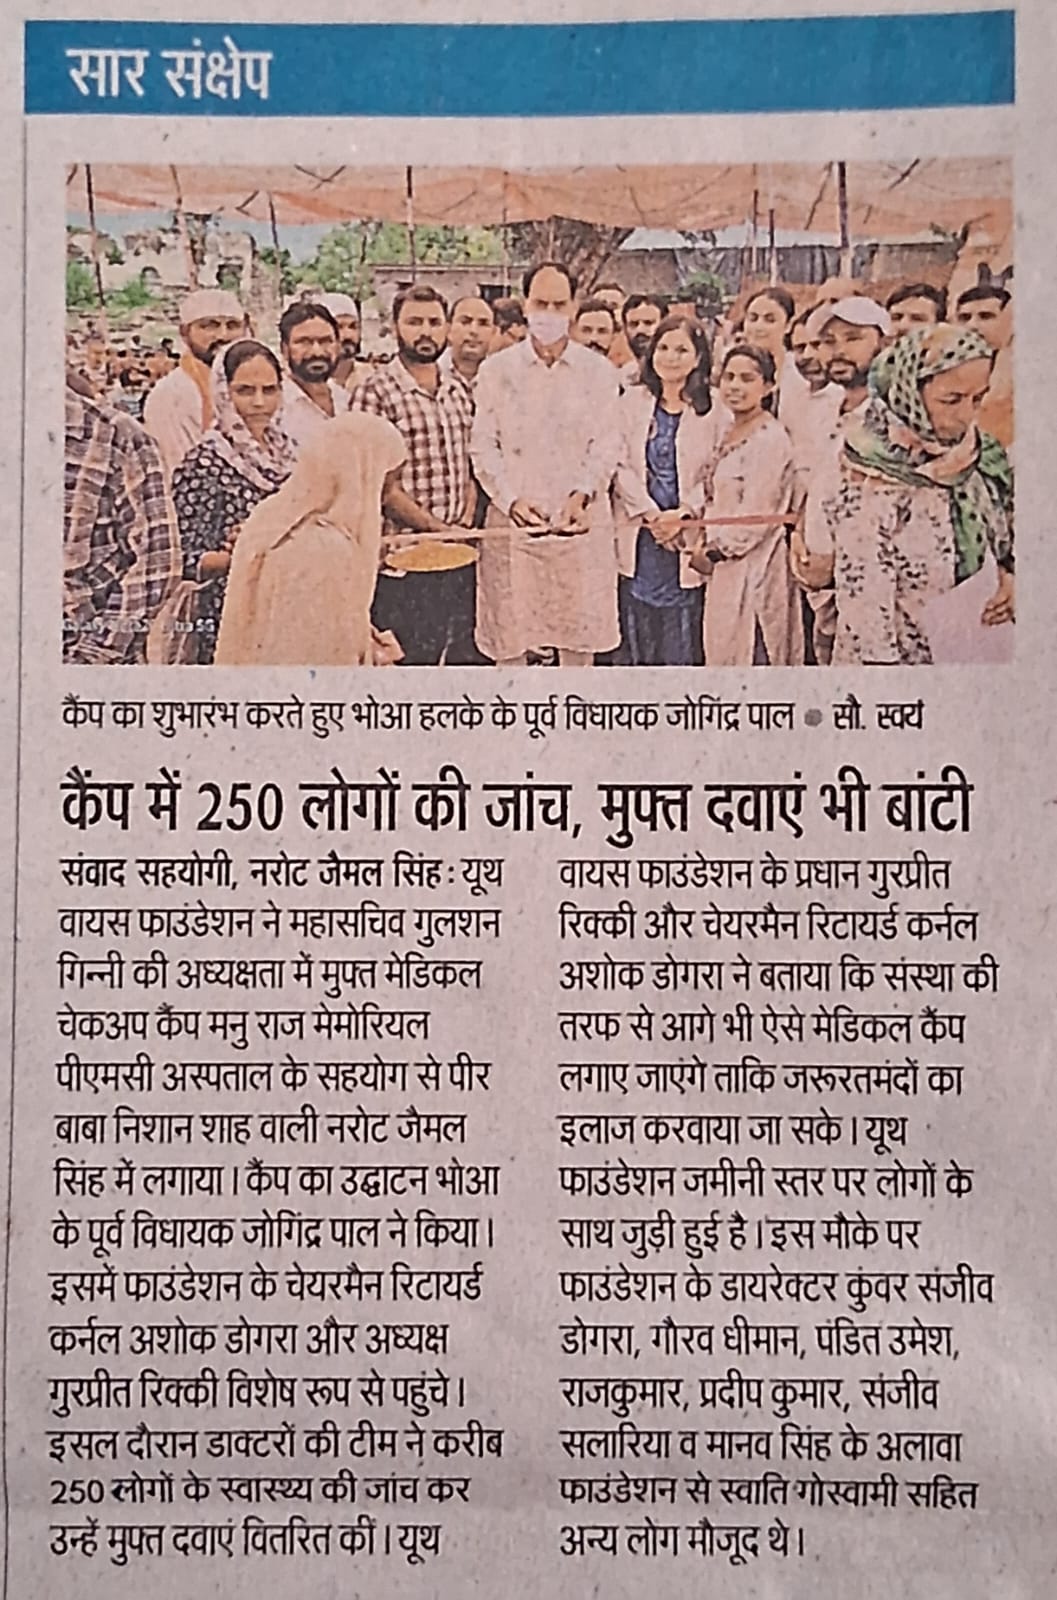 सार संक्षेप
कैंप का शुभारंभ करते हुए भोआ हलके के पूर्व विधायक जोगिंद्र पाल ● सौ. स्वयं
कैंप में 250 लोगों की जांच, मुफ्त दवाएं भी बांटी
संवाद सहयोगी, नरोट जैमल सिंह : यूथ
वायस फाउंडेशन ने महासचिव गुलशन
गिन्नी की अध्यक्षता में मुफ्त मेडिकल
चेकअप कैंप मनु राज मेमोरियल
पीएमसी अस्पताल के सहयोग से पीर
बाबा निशान शाह वाली नरोट जैमल
सिंह में लगाया। कैंप का उद्घाटन भोआ
के पूर्व विधायक जोगिंद्र पाल ने किया।
इसमें फाउंडेशन के चेयरमैन रिटायर्ड
कर्नल अशोक डोगरा और अध्यक्ष
गुरप्रीत रिक्की विशेष रूप से पहुंचे।
इसल दौरान डाक्टरों की टीम ने करीब
250 लोगों के स्वास्थ्य की जांच कर
उन्हें मुफ्त दवाएं वितरित कीं। यूथ
वायस फाउंडेशन के प्रधान गुरप्रीत
रिक्की और चेयरमैन रिटायर्ड कर्नल
अशोक डोगरा ने बताया कि संस्था की
तरफ से आगे भी ऐसे मेडिकल कैंप
लगाए जाएंगे ताकि जरूरतमंदों का
इलाज करवाया जा सके। यूथ
फाउंडेशन जमीनी स्तर पर लोगों के
साथ जुड़ी हुई है। इस मौके पर
फाउंडेशन के डायरेक्टर कुंवर संजीव
डोगरा, गौरव धीमान, पंडित उमेश,
राजकुमार, प्रदीप कुमार, संजीव
सलारिया व मानव सिंह के अलावा
फाउंडेशन से स्वाति गोस्वामी सहित
अन्य लोग मौजूद थे।